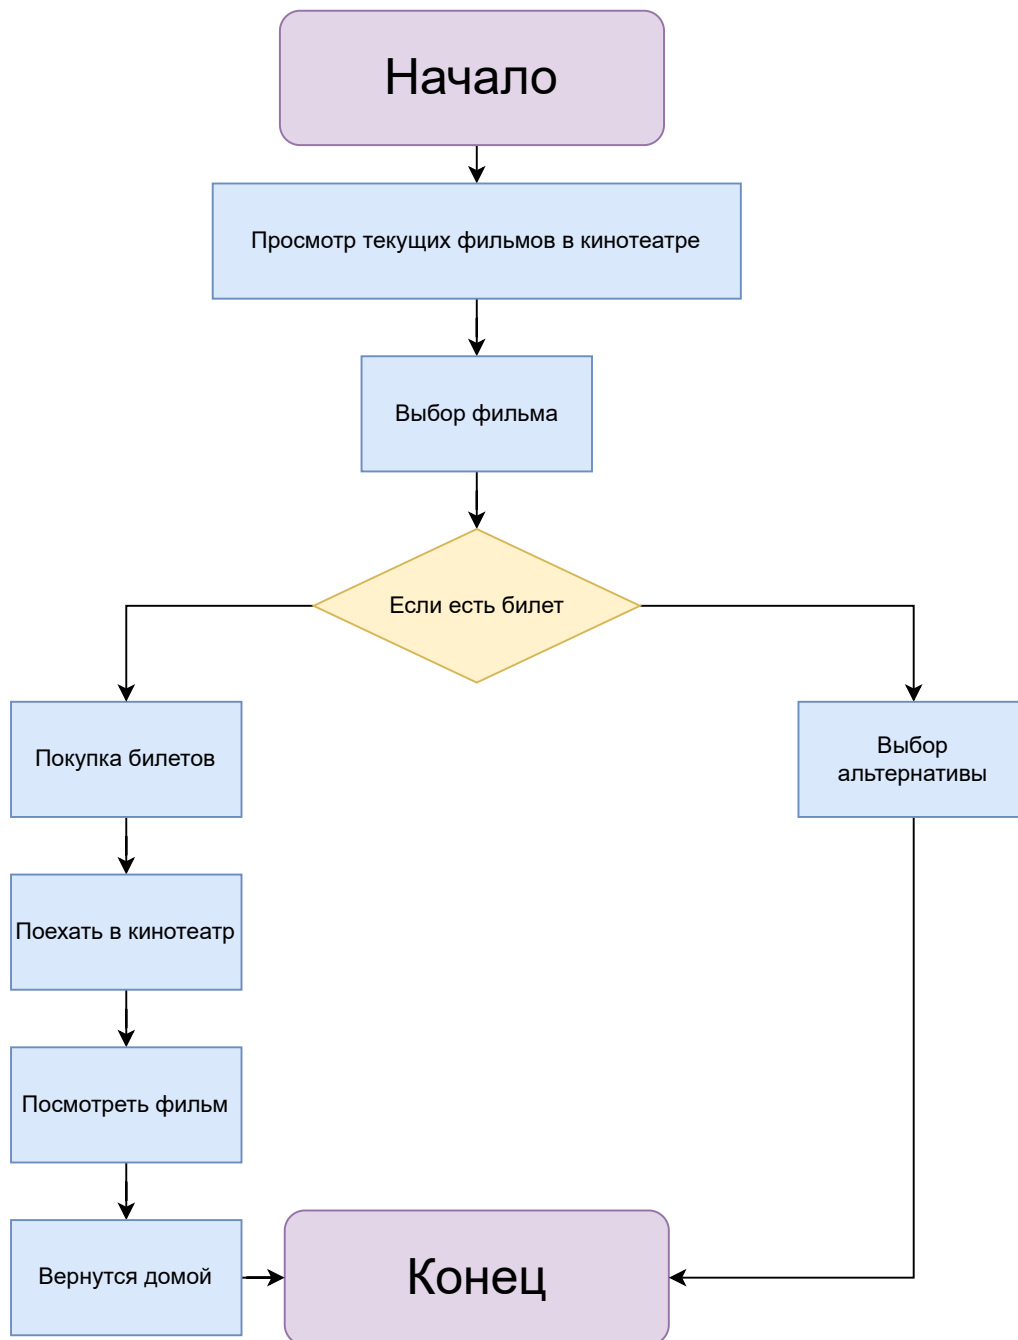 Начало
Просмотр текущих фильмов в кинотеатре
Выбор фильма
Если есть билет
Покупка билетов
Выбор
альтернативы
Поехать в кинотеатр
Посмотреть фильм
Вернутся домой
Конец